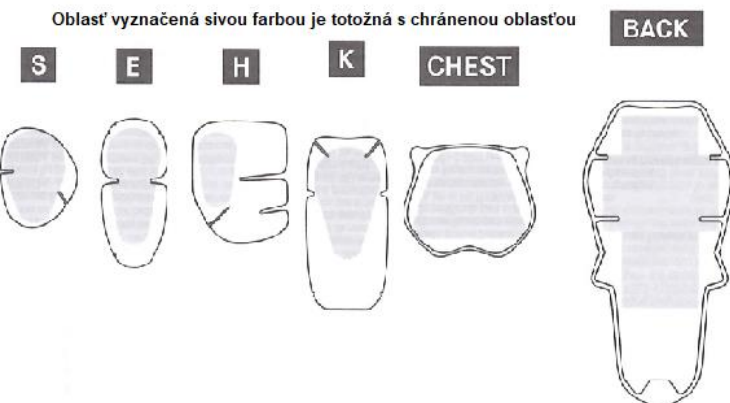 Oblasť vyznačená sivou farbou je totožná s chránenou oblasťou
S
E
H
K
CHEST
BACK